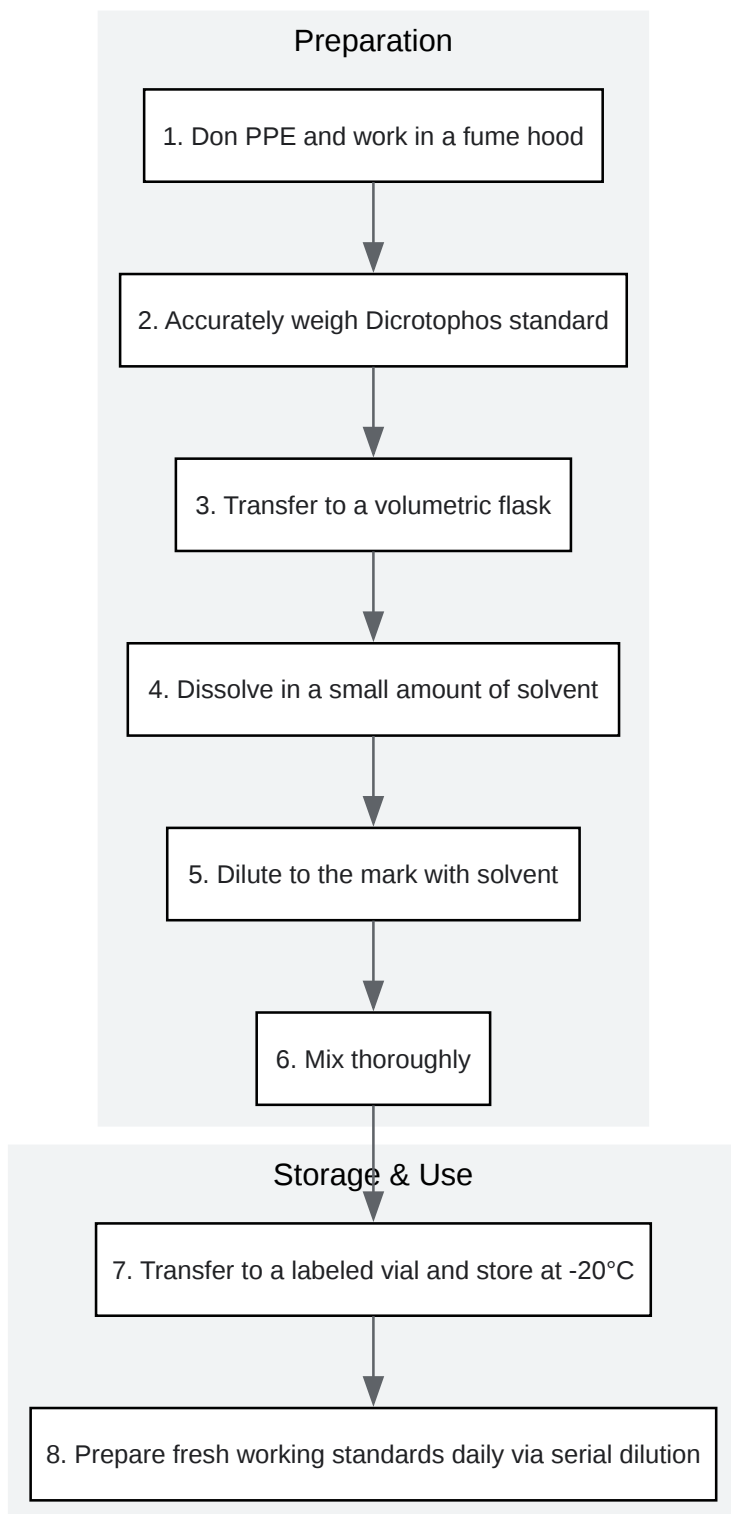 Preparation
1. Don PPE and work in a fume hood
2. Accurately weigh Dicrotophos standard
3. Transfer to a volumetric flask
4. Dissolve in a small amount of solvent
5. Dilute to the mark with solvent
6. Mix thoroughly
Storage & Use
7. Transfer to a labeled vial and store at -20°C
8. Prepare fresh working standards daily via serial dilution